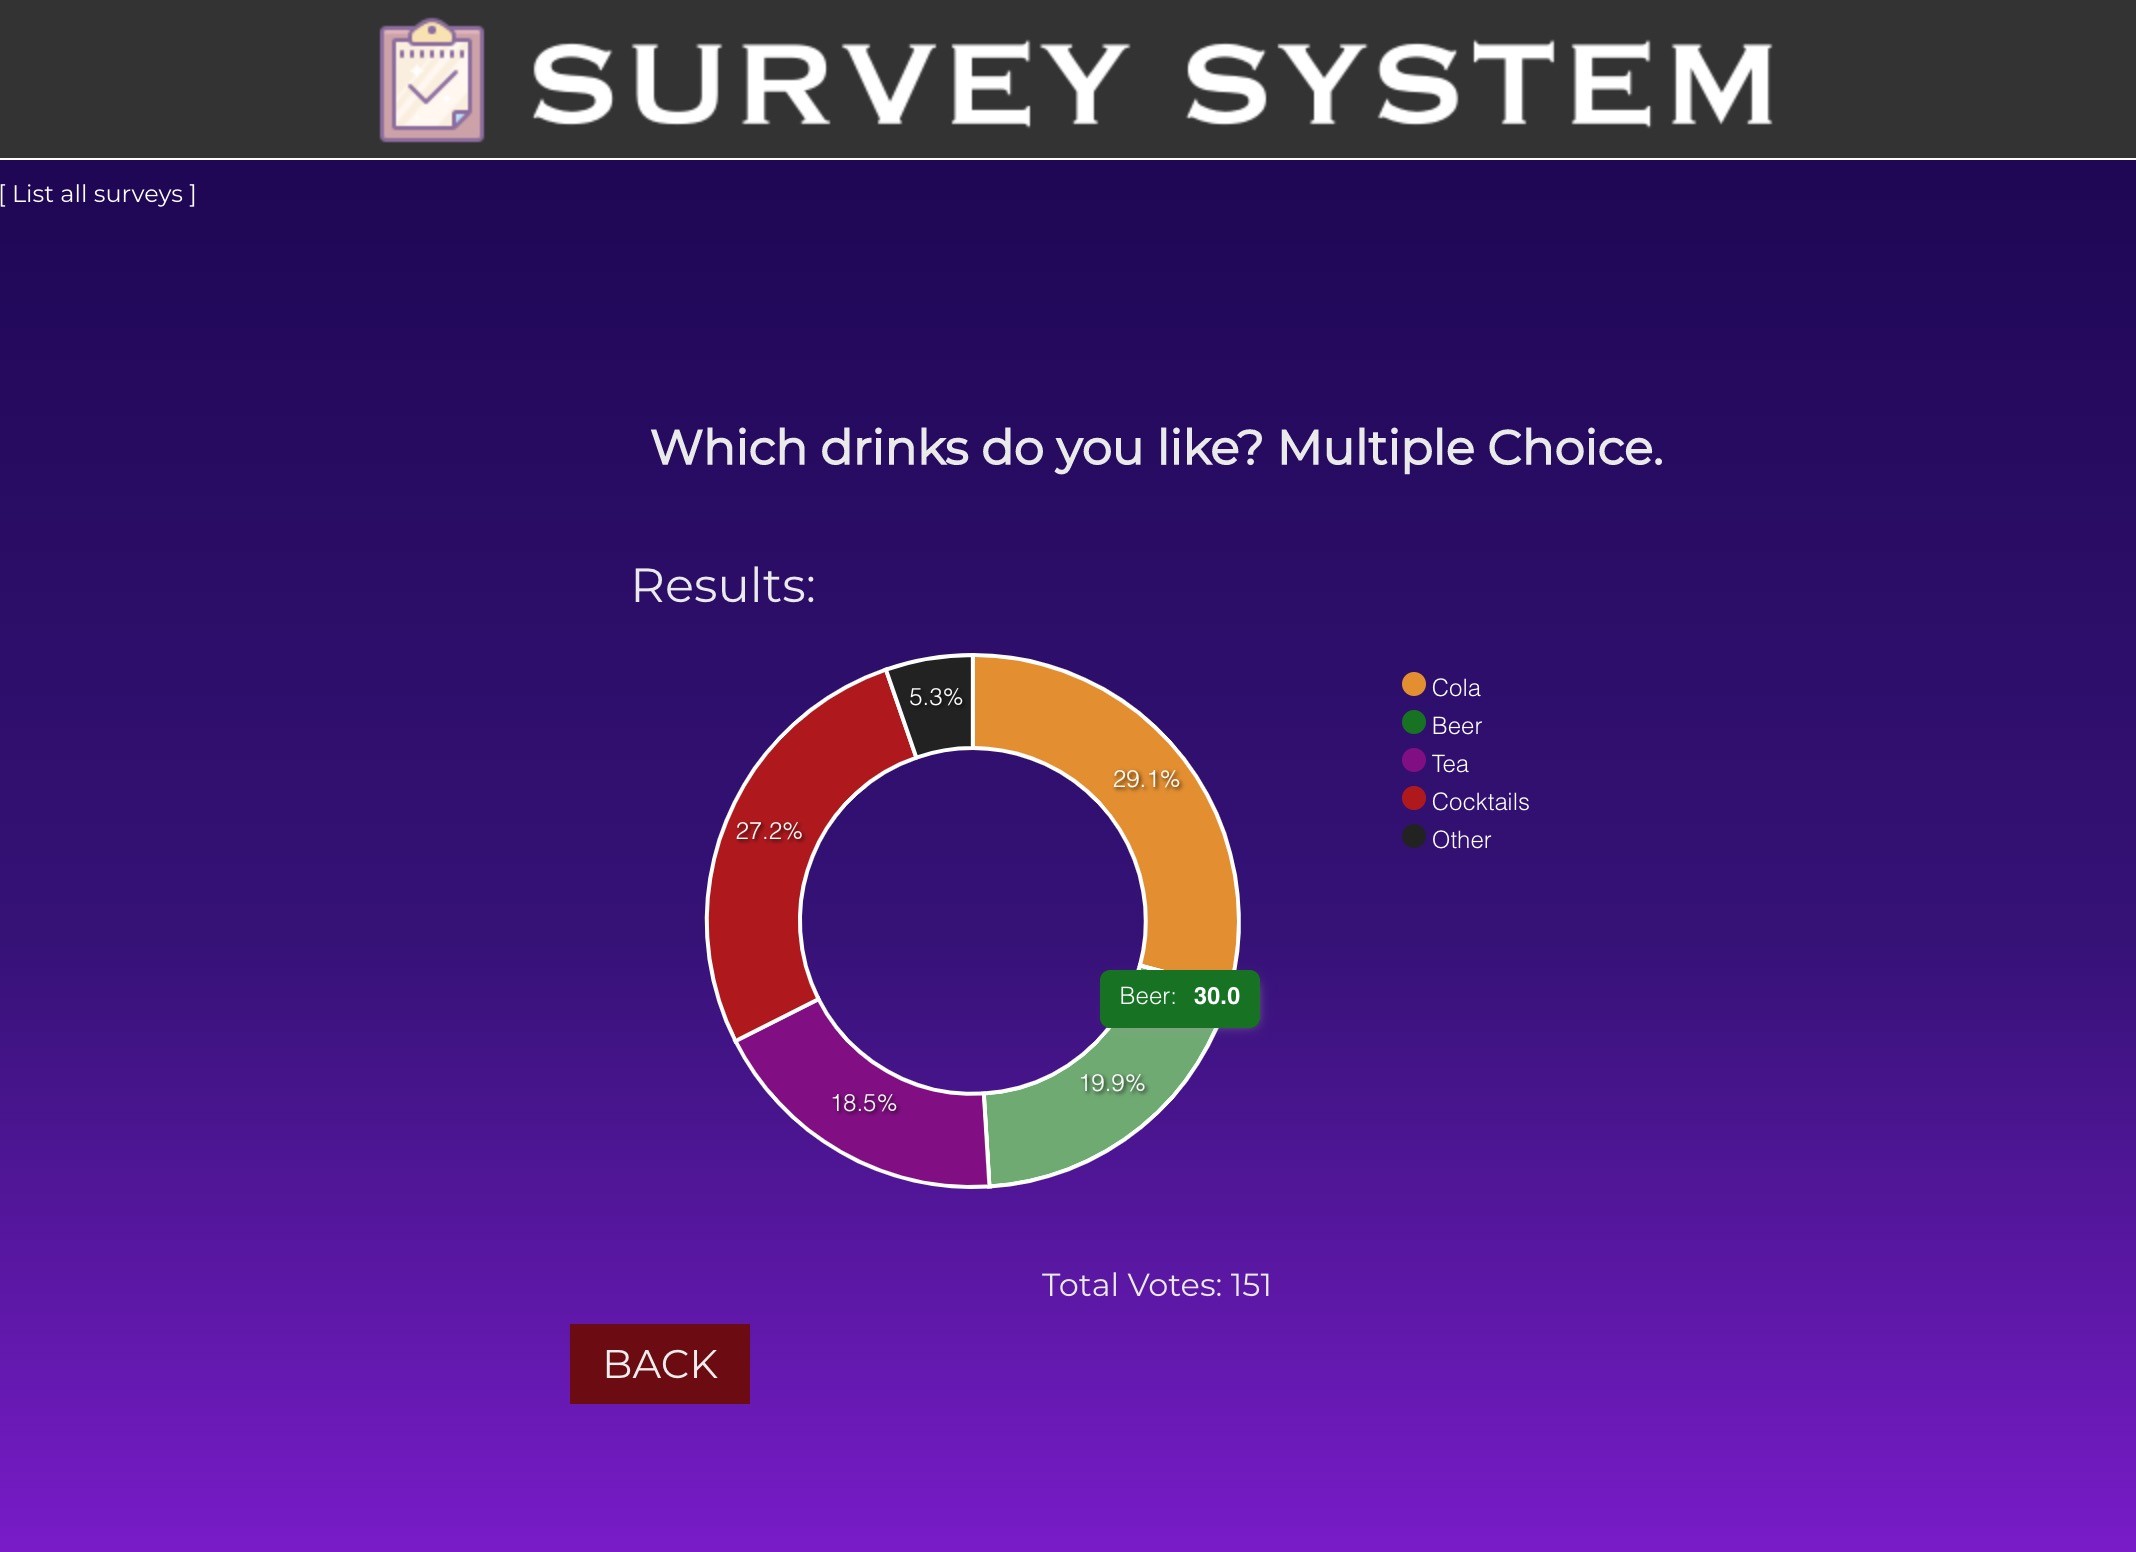 SURVEY SYSTEM
[ List all surveys ]
Which drinks do you like? Multiple Choice.
Results:
5.3%
29.1%
27.2%
Beer: 30.0
19.9%
18.5%
Cola
Beer
Tea
Cocktails
Other
Total Votes: 151
BACK